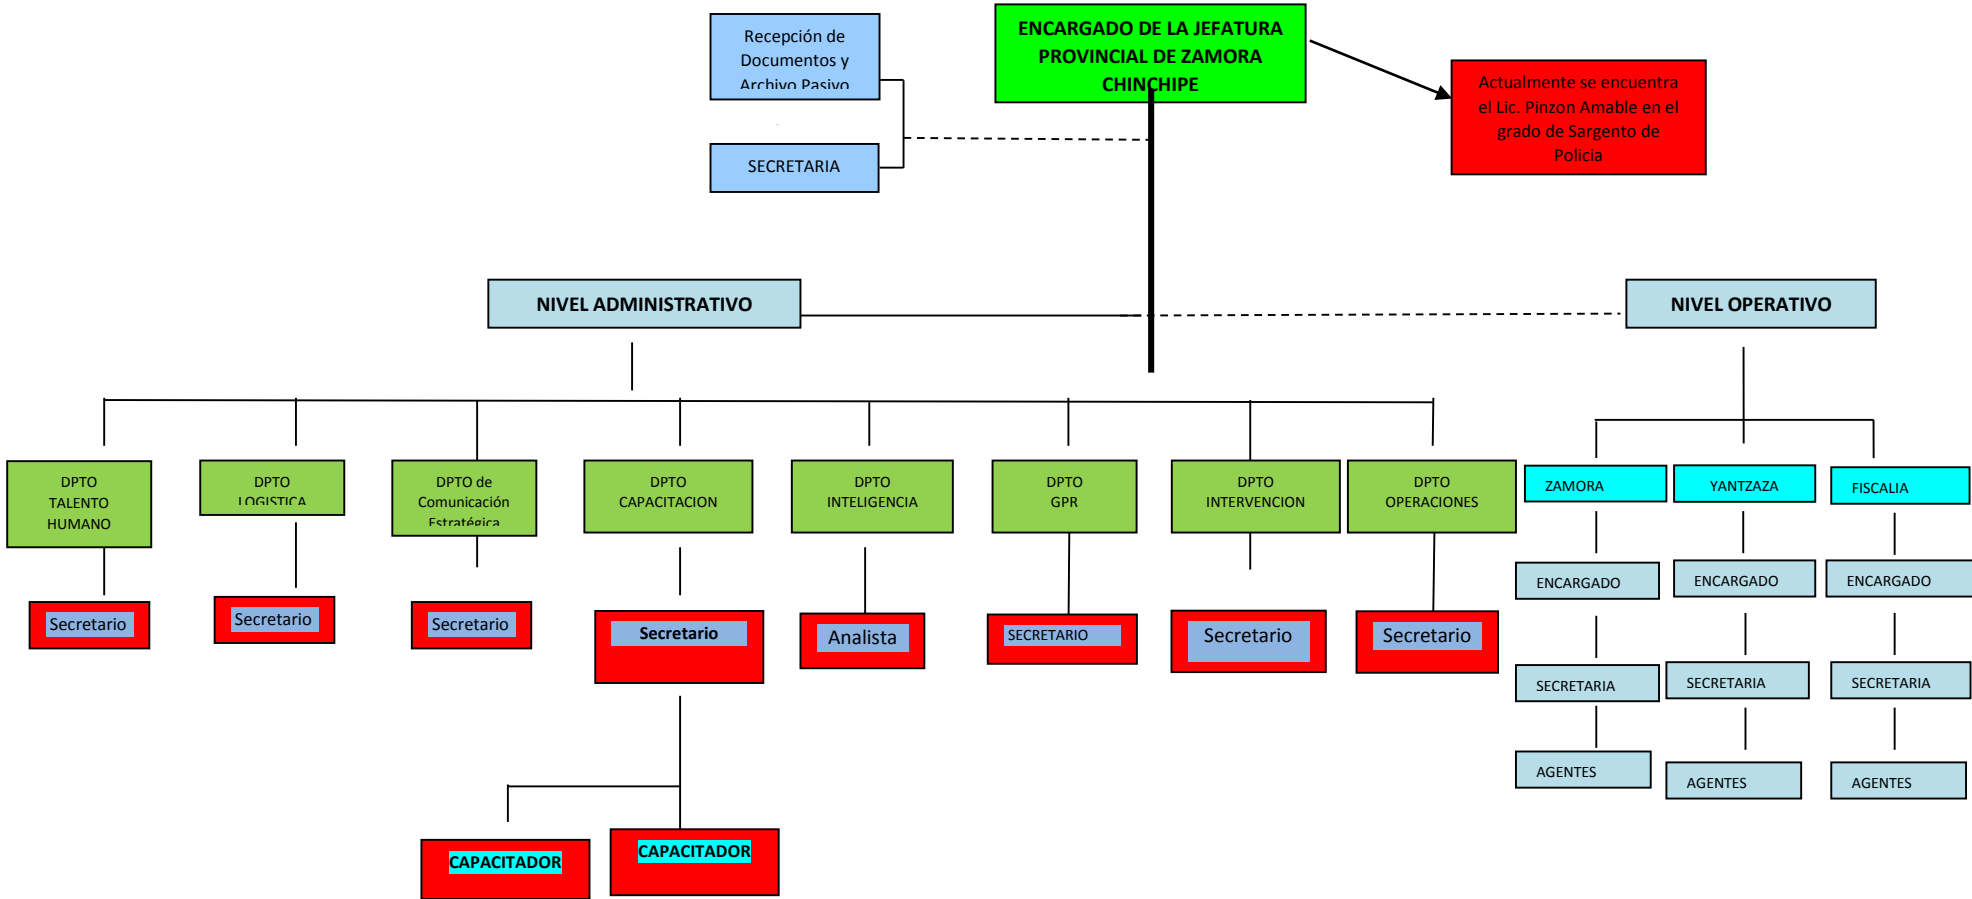 Recepción de
Documentos y
Archivo Pasivo
SECRETARIA
ENCARGADO DE LA JEFATURA
PROVINCIAL DE ZAMORA
CHINCHIPE
Actualmente se encuentra
el Lic. Pinzon Amable en el
grado de Sargento de
Policia
NIVEL ADMINISTRATIVO
NIVEL OPERATIVO
DPTO
TALENTO
HUMANO
DPTO
LOGISTICA
DPTO de
Comunicación
Estratégica
DPTO
CAPACITACION
DPTO
INTELIGENCIA
DPTO
GPR
DPTO
INTERVENCION
DPTO
OPERACIONES
ZAMORA
YANTZAZA
FISCALIA
ENCARGADO
ENCARGADO
ENCARGADO
Secretario
Secretario
Secretario
Secretario
Analista
SECRETARIO
Secretario
Secretario
SECRETARIA
SECRETARIA
SECRETARIA
AGENTES
AGENTES
AGENTES
CAPACITADOR
CAPACITADOR